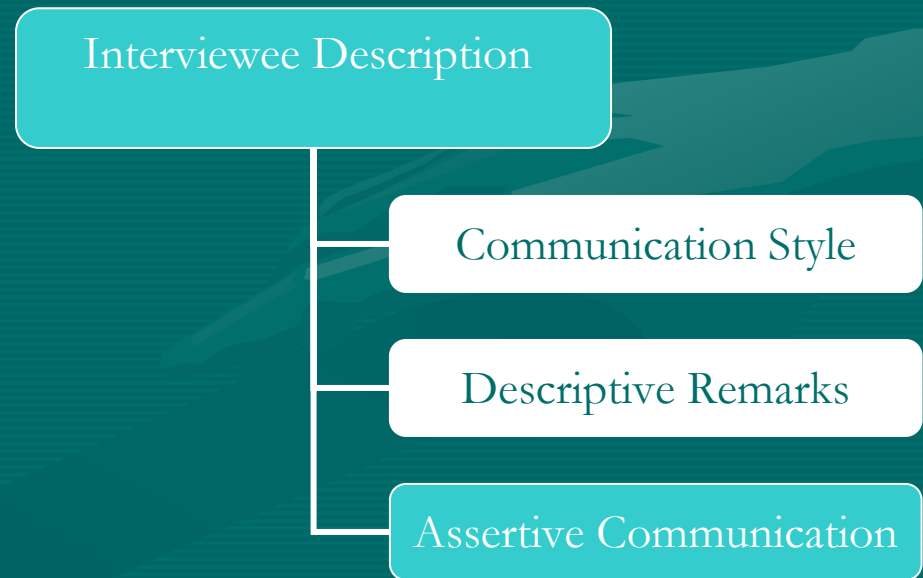 Interviewee Description
Communication Style
Descriptive Remarks
Assertive Communication